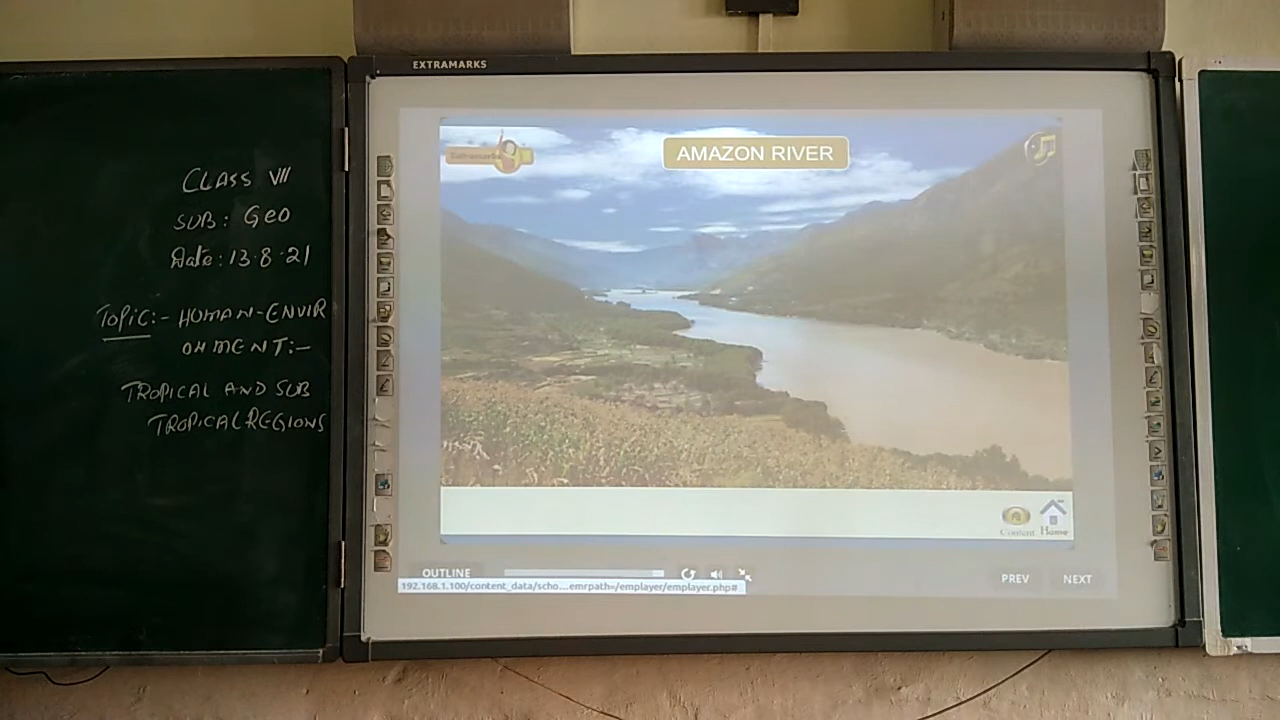 EXTRAMARKS
CLASS VII
SUB: GEO
Date: 13.8.21
TOPIC:- HUMAN-ENVIR
ONMENT:-
TROPICAL AND SUB
TROPICAL REGIONS
Extramarks
AMAZON RIVER
Content
Home
OUTLINE
PREV
NEXT
192.168.1.100/content_data/scho...emrpath=/emplayer/emplayer.php#